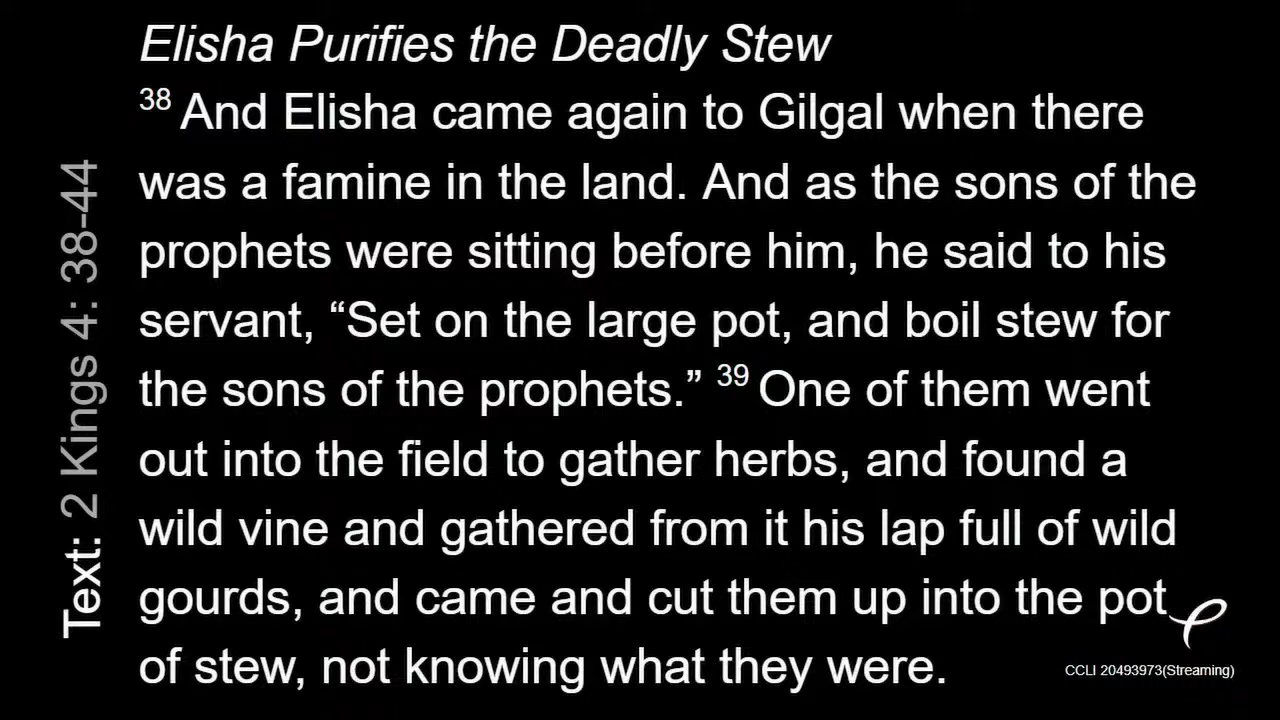 Elisha Purifies the Deadly Stew
38 And Elisha came again to Gilgal when there
was a famine in the land. And as the sons of the
prophets were sitting before him, he said to his
servant, “Set on the large pot, and boil stew for
the sons of the prophets.” 39 One of them went
out into the field to gather herbs, and found a
wild vine and gathered from it his lap full of wild
gourds, and came and cut them up into the pot
of stew, not knowing what they were.
Text: 2 Kings 4: 38-44
CCLI 20493973(Streaming)